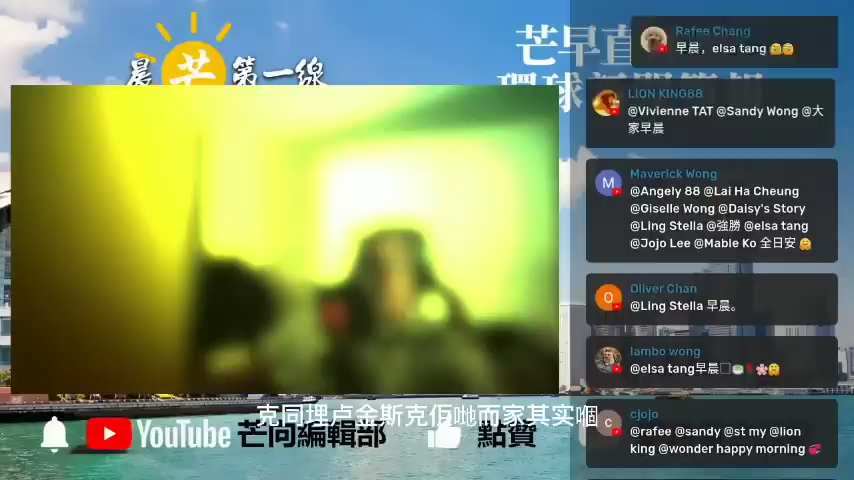 晨
芒
第一線
芒早直
Rafee Chang
早晨，elsa tang
LION KING88
@Vivienne TAT @Sandy Wong @大
家早晨
Maverick Wong
@Angely 88 @Lai Ha Cheung
@Giselle Wong @Daisy's Story
@Ling Stella @強勝 @elsa tang
@Jojo Lee @Mable Ko 全日安
M
Oliver Chan
@Ling Stella 早晨。
O
lambo wong
@elsa tang早晨
cjojo
@rafee @sandy @st my @lion
king @wonder happy morning
c
克同埋卢金斯克佢哋而家其实嗰
YouTube 芒向編輯部
點贊